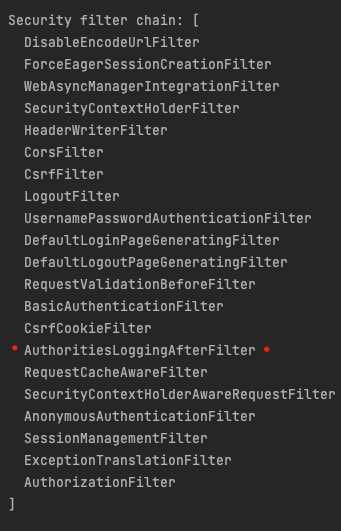 Security filter chain: [
DisableEncodeUrlFilter
ForceEagerSessionCreationFilter
WebAsyncManagerIntegrationFilter
SecurityContextHolderFilter
HeaderWriterFilter
CorsFilter
CsrfFilter
LogoutFilter
UsernamePasswordAuthenticationFilter
DefaultLoginPageGeneratingFilter
DefaultLogoutPageGeneratingFilter
RequestValidationBeforeFilter
BasicAuthenticationFilter
CsrfCookieFilter
AuthoritiesLoggingAfterFilter
RequestCacheAwareFilter
SecurityContextHolderAwareRequestFilter
AnonymousAuthenticationFilter
SessionManagementFilter
ExceptionTranslationFilter
AuthorizationFilter
]